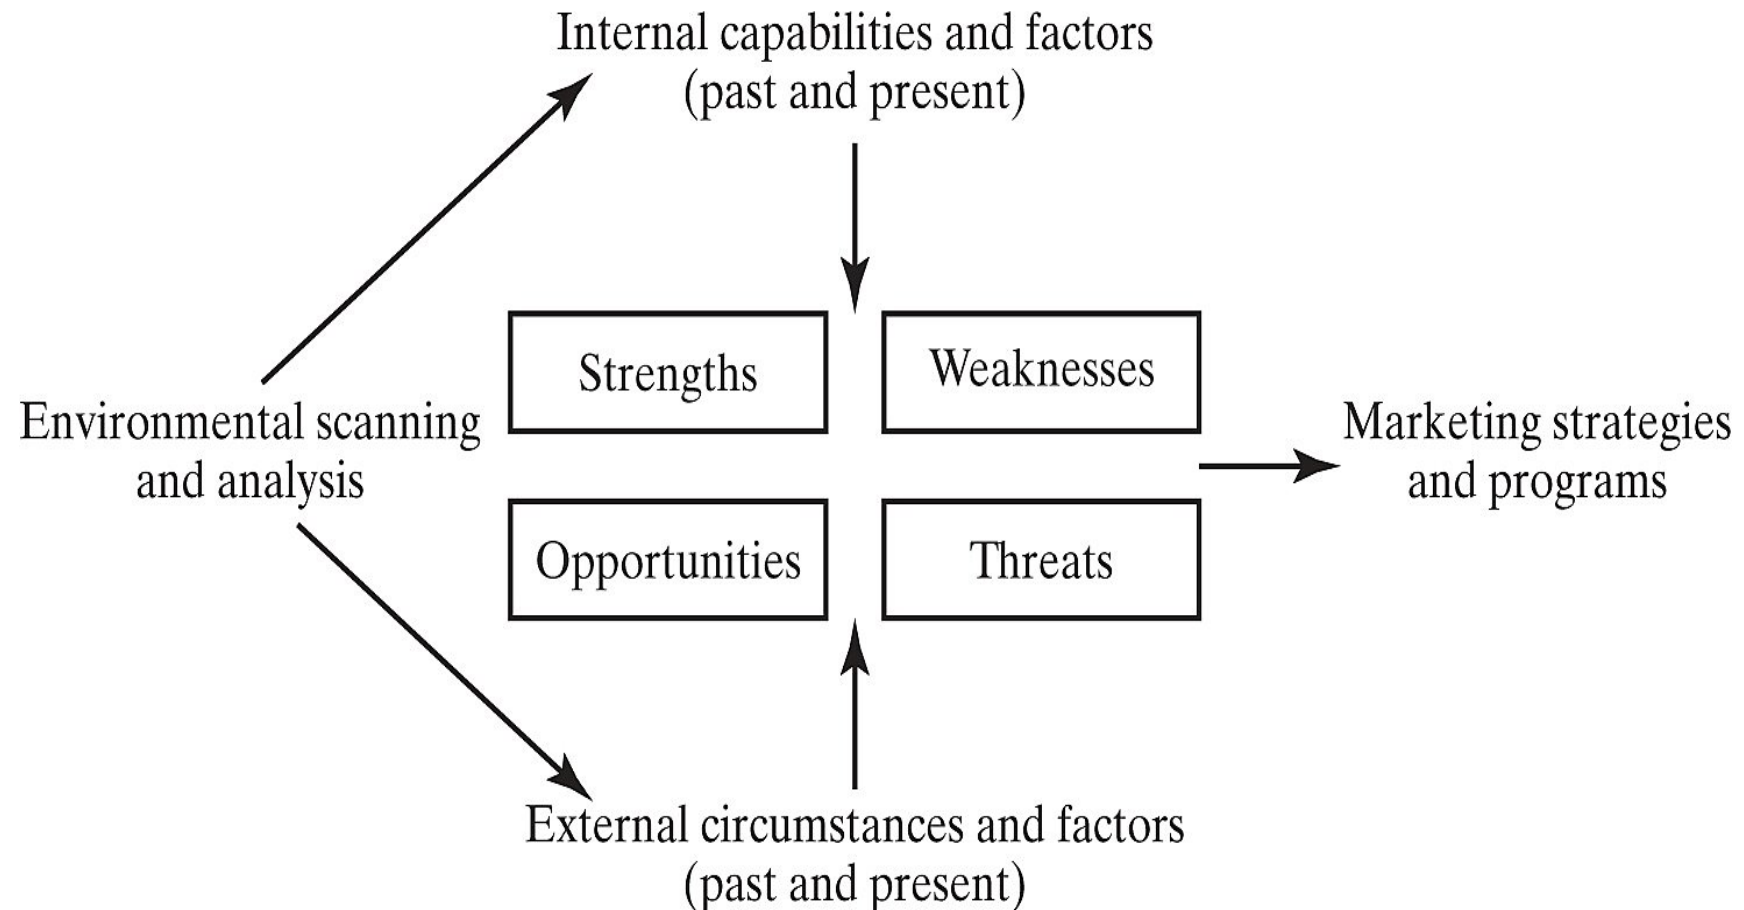 Internal capabilities and factors
(past and present)
Strengths
Weaknesses
Environmental scanning
and analysis
Marketing strategies
and programs
Opportunities
Threats
External circumstances and factors
(past and present)